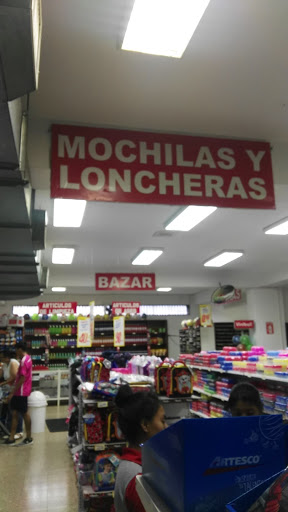 MOCHILAS Y
LONCHERAS
BAZAR
ARTICULOS
ARTICULOS
ARTESCO